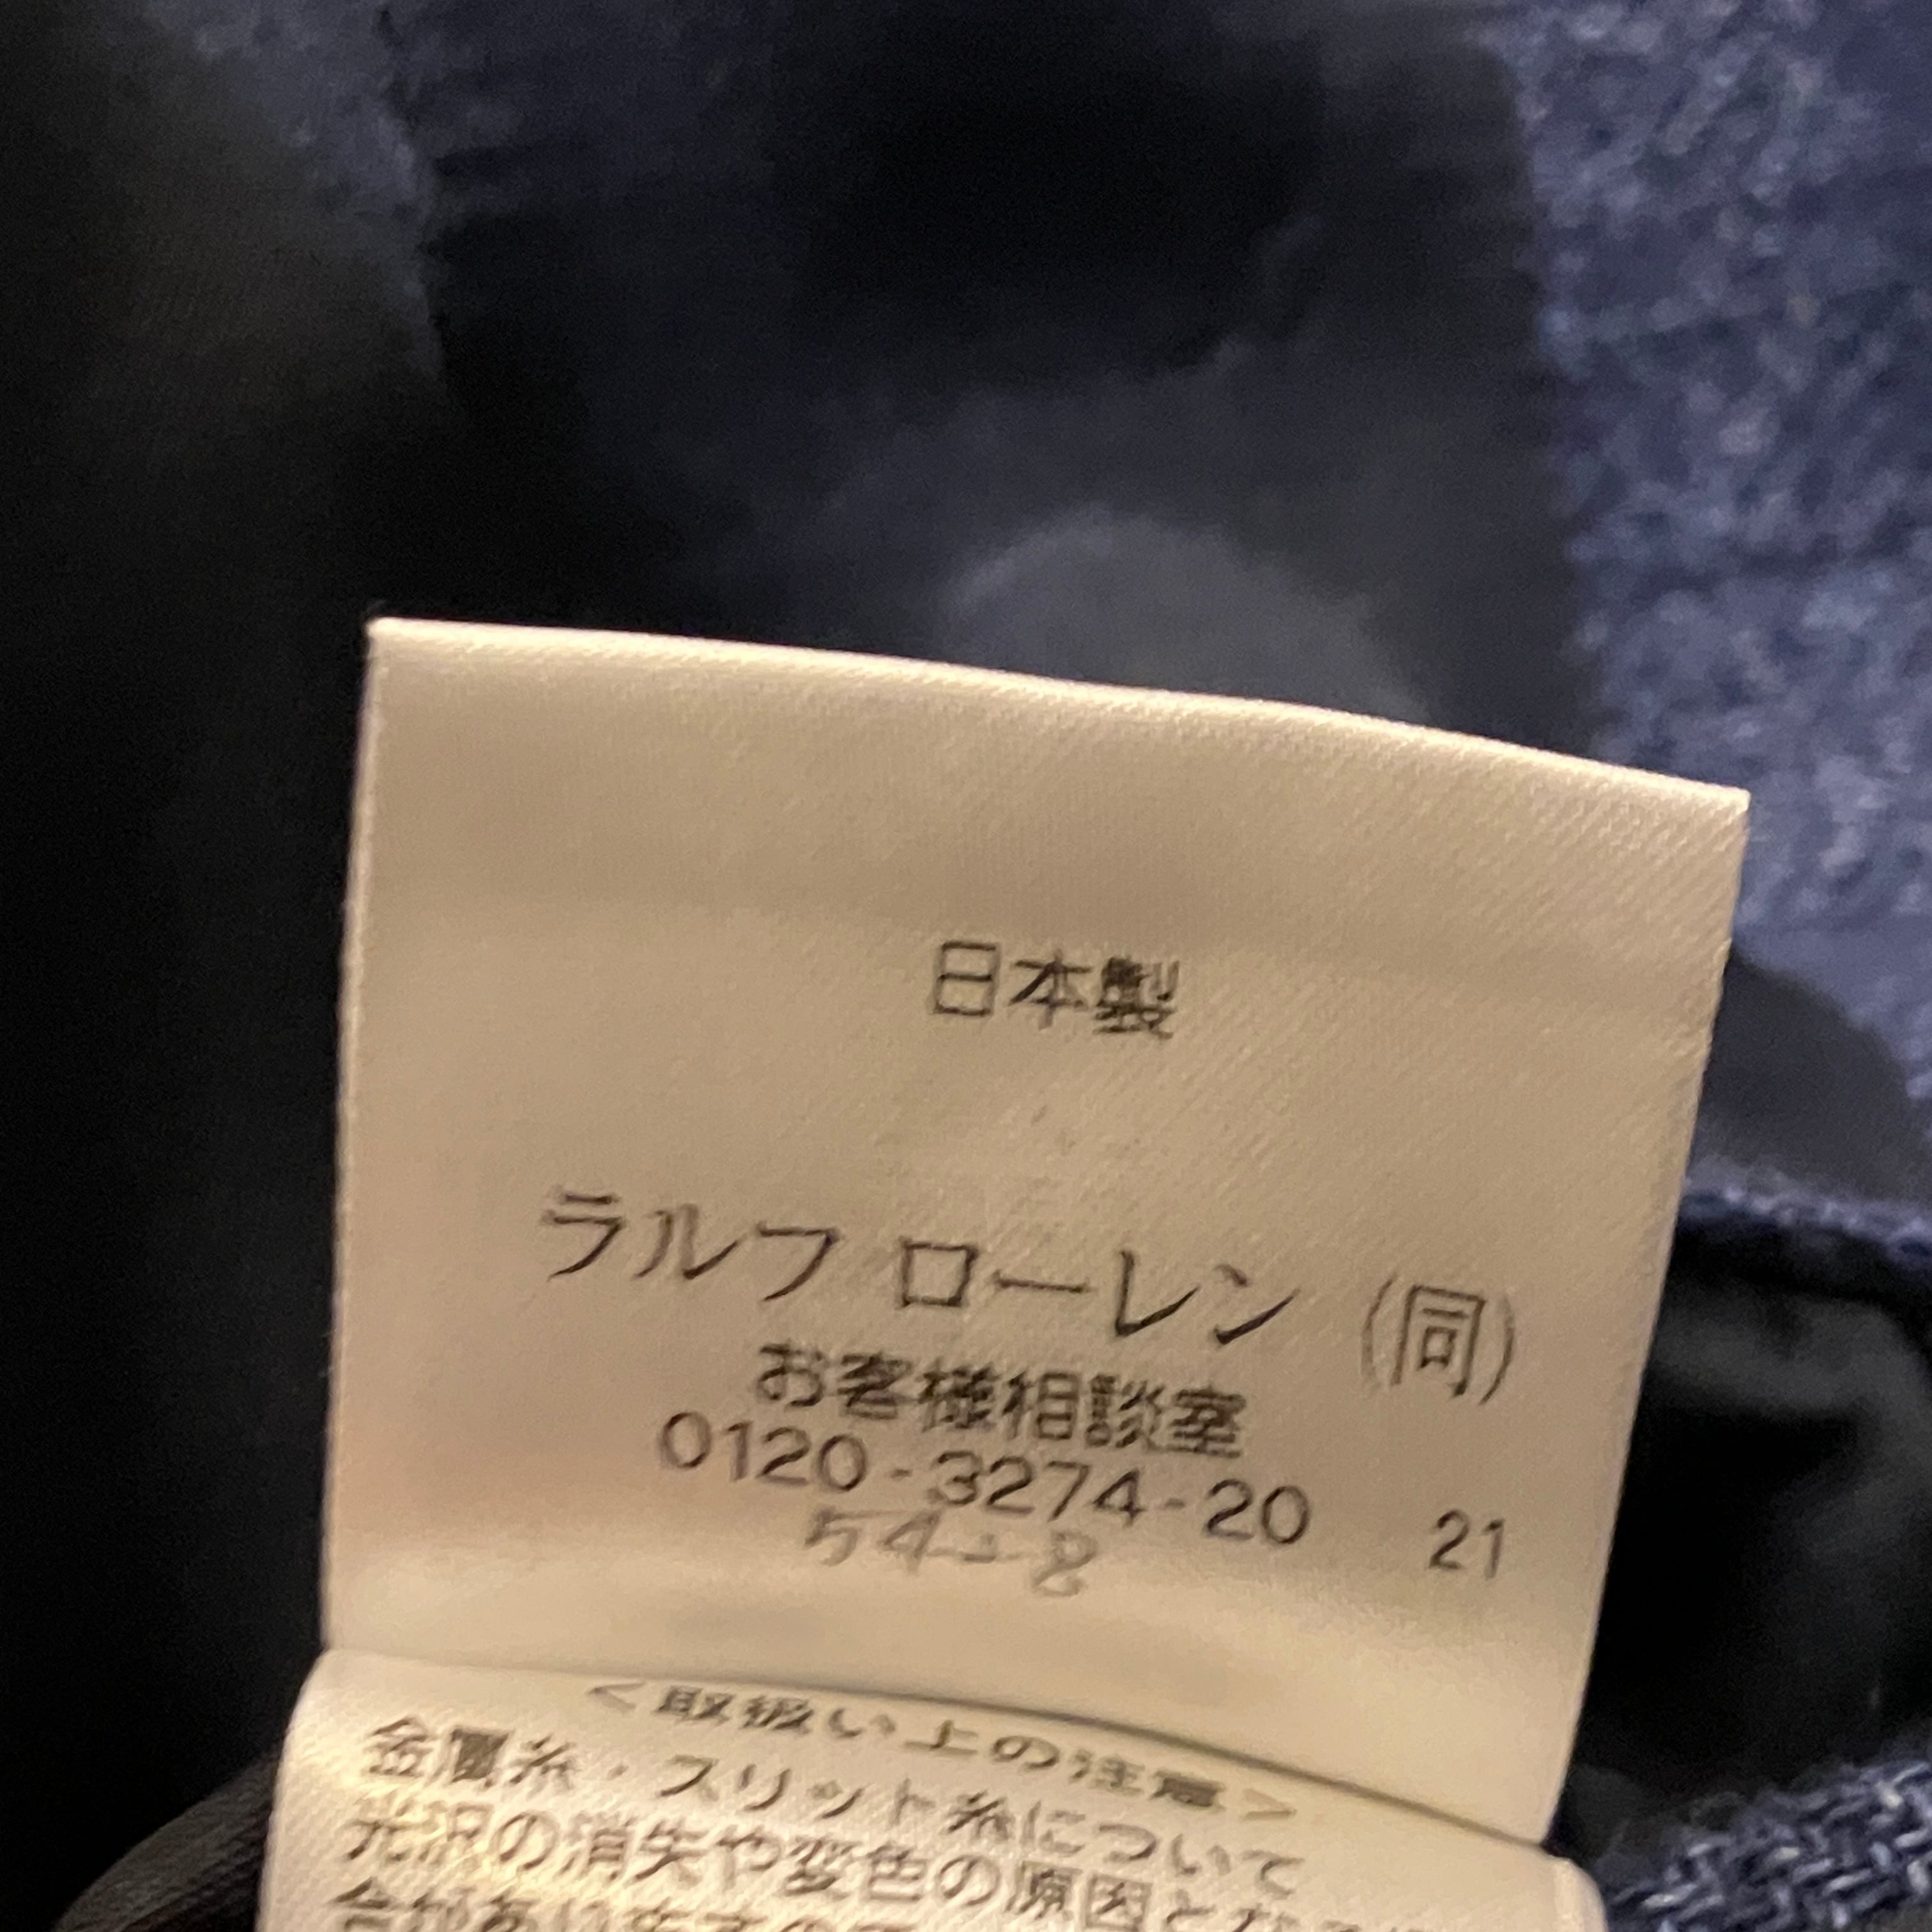 日本製
ラルフ ローレン (同)
お客様相談室
0120-3274-20 21
<取扱い上の注意>
金属糸・スリット糸について
光沢の消失や変色の原因とな